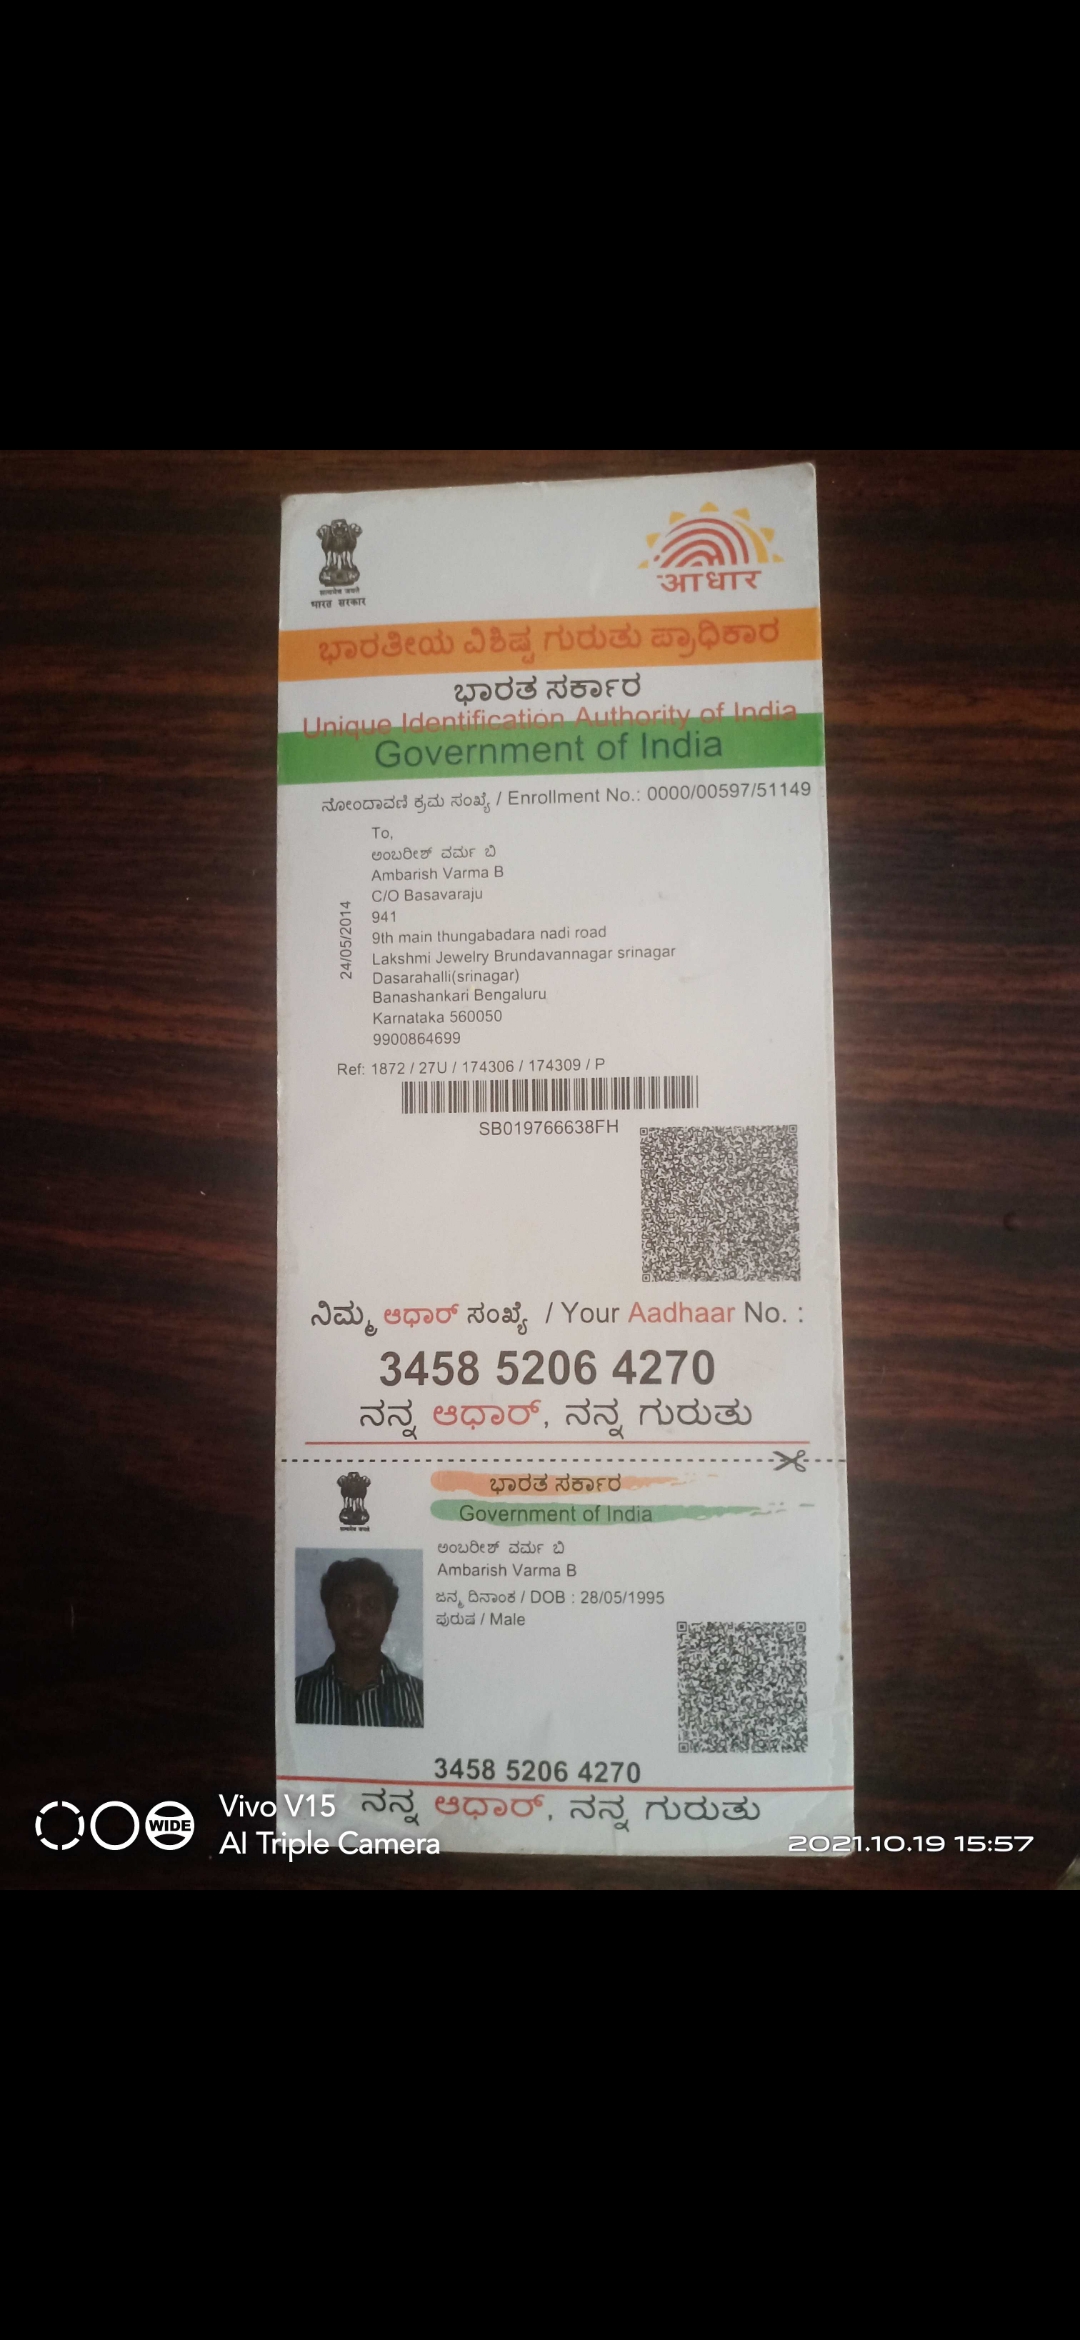 सत्यमेव जयते
भारत सरकार
आधार
ಭಾರತೀಯ ವಿಶಿಷ್ಟ ಗುರುತು ಪ್ರಾಧಿಕಾರ
ಭಾರತ ಸರ್ಕಾರ
Unique Identification Authority of India
Government of India
ನೋಂದಾವಣಿ ಕ್ರಮ ಸಂಖ್ಯೆ / Enrollment No.: 0000/00597/51149
24/05/2014
To,
ಅಂಬರೀಶ್ ವರ್ಮ ಬಿ
Ambarish Varma B
C/O Basavaraju
941
9th main thungabadara nadi road
Lakshmi Jewelry Brundavannagar srinagar
Dasarahalli(srinagar)
Banashankari Bengaluru
Karnataka 560050
9900864699
Ref: 1872 / 27U / 174306 / 174309 / P
SB019766638FH
ನಿಮ್ಮ ಆಧಾರ್ ಸಂಖ್ಯೆ / Your Aadhaar No. :
3458 5206 4270
ನನ್ನ ಆಧಾರ್, ನನ್ನ ಗುರುತು
ಭಾರತ ಸರ್ಕಾರ
Government of India
सत्यमेव जयते
ಅಂಬರೀಶ್ ವರ್ಮ ಬಿ
Ambarish Varma B
ಜನ್ಮ ದಿನಾಂಕ / DOB : 28/05/1995
ಪುರುಷ / Male
3458 5206 4270
ನನ್ನ ಆಧಾರ್, ನನ್ನ ಗುರುತು
WIDE
Vivo V15
AI Triple Camera
2021.10.19 15:57